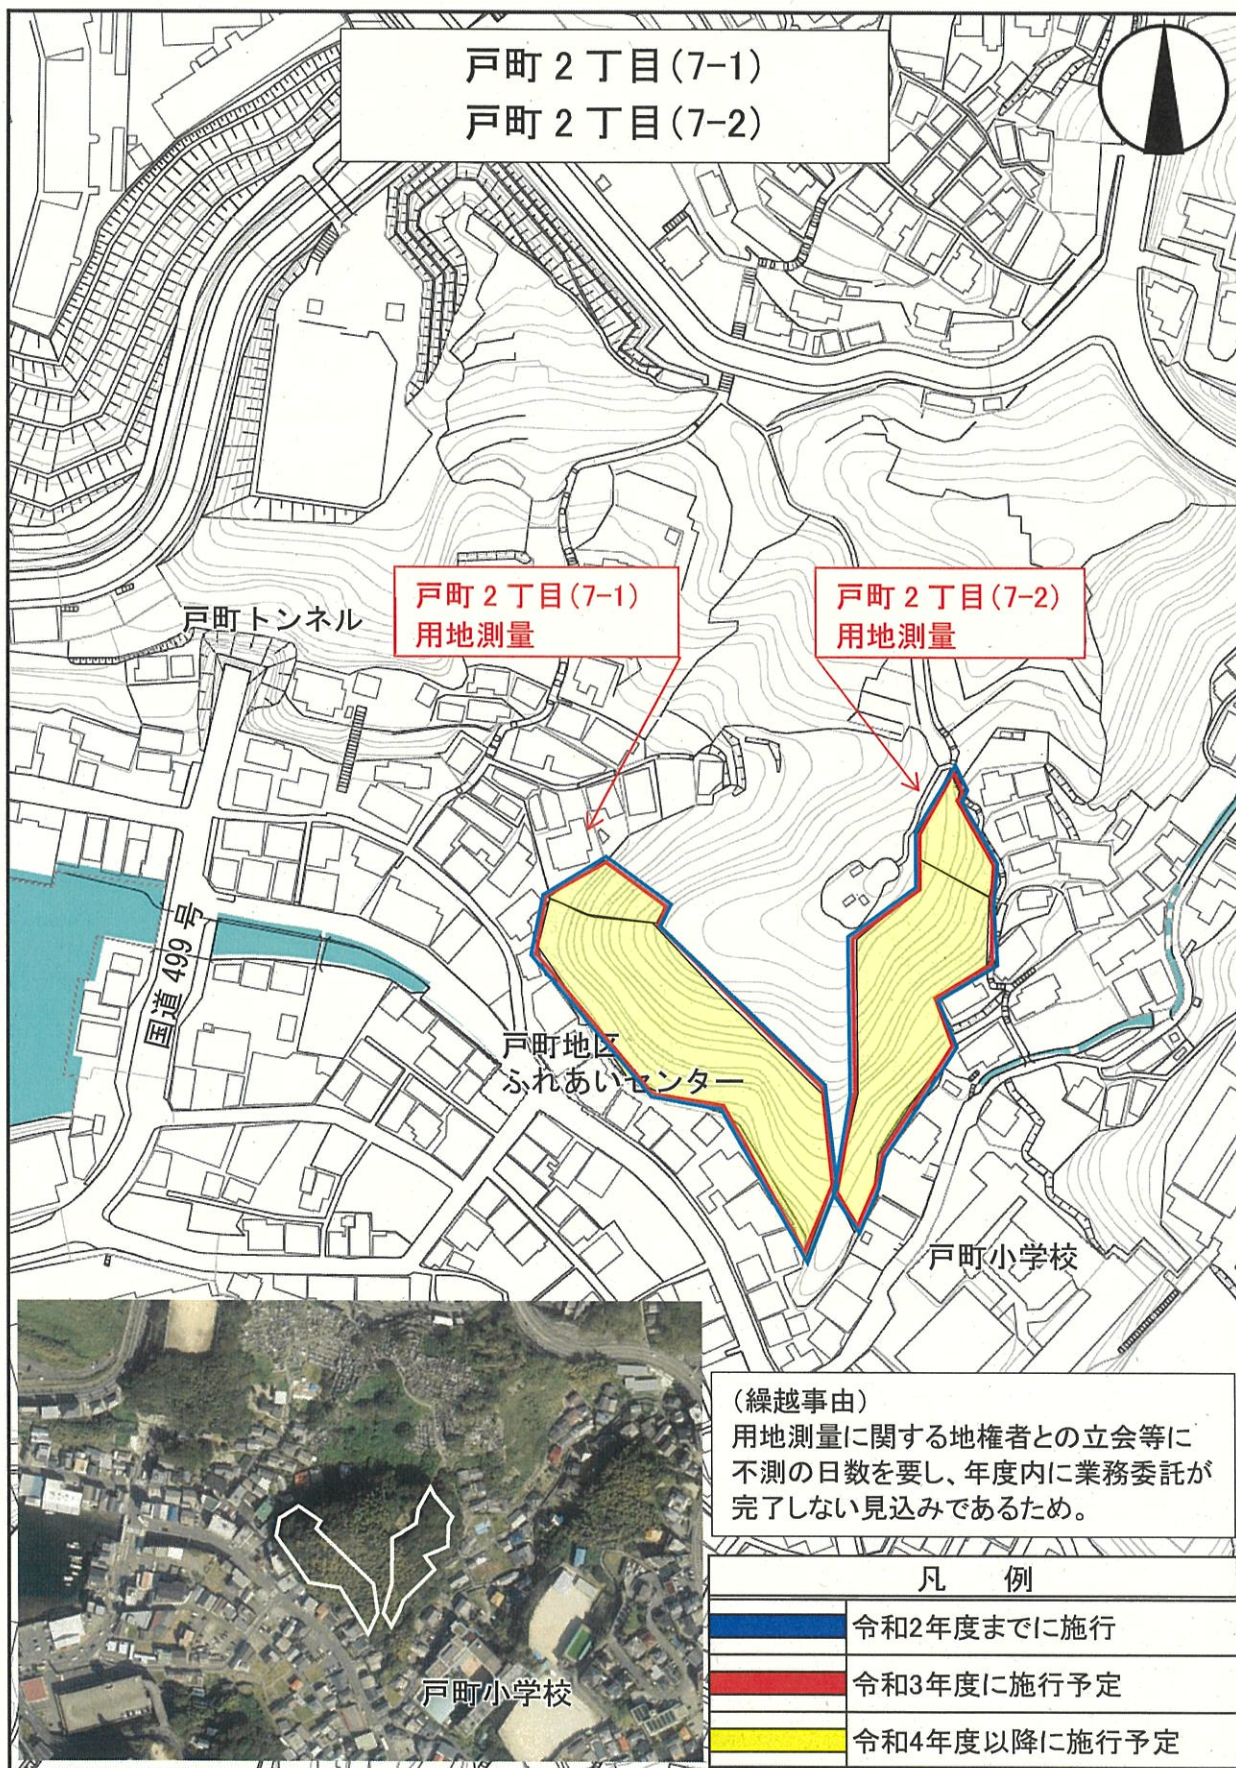 戸町２丁目(7-1)
戸町２丁目(7-2)
戸町２丁目(7-1)
用地測量
戸町２丁目(7-2)
用地測量
戸町トンネル
国道 499 号
戸町地区
ふれあいセンター
戸町小学校
戸町小学校
(繰越事由)
用地測量に関する地権者との立会等に
不測の日数を要し、年度内に業務委託が
完了しない見込みであるため。
凡 例
令和2年度までに施行
令和3年度に施行予定
令和4年度以降に施行予定